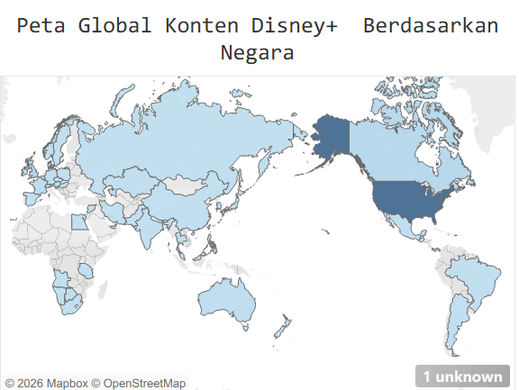 Peta Global Konten Disney+  Berdasarkan
Negara
© 2026 Mapbox © OpenStreetMap
1 unknown